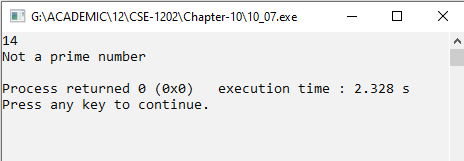 G:\ACADEMIC\12\CSE-1202\Chapter-10\10_07.exe
14
Not a prime number
Process returned 0 (0x0)   execution time : 2.328 s
Press any key to continue.